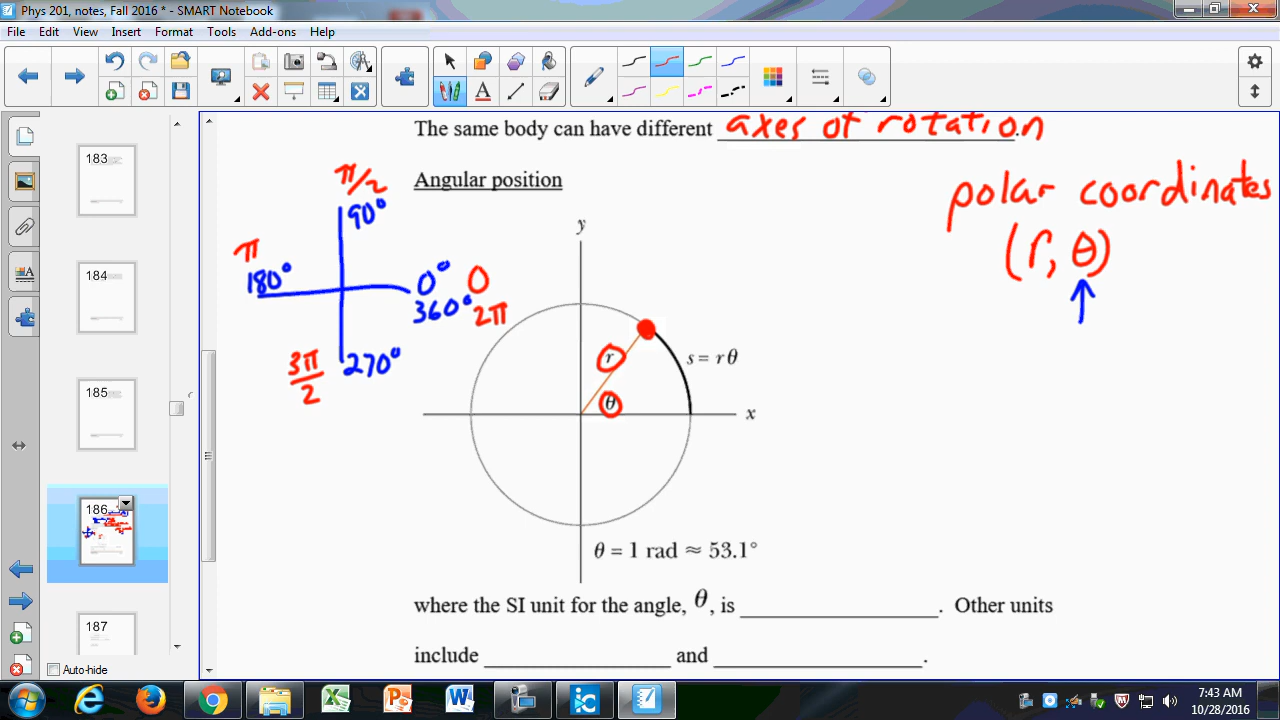 Phys 201, notes, Fall 2016 * - SMART Notebook
File Edit View Insert Format Tools Add-ons Help
183
184
185
186
187
Auto-hide
The same body can have different axes of rotation.
Angular position
π/2
90°
π
180°
0° 0
360° 2π
3π/2 270°
polar coordinates
(r, θ)
y
r
s = rθ
θ
x
θ = 1 rad ≈ 53.1°
where the SI unit for the angle, θ, is ____________________. Other units
include ____________________ and ____________________.
7:43 AM
10/28/2016